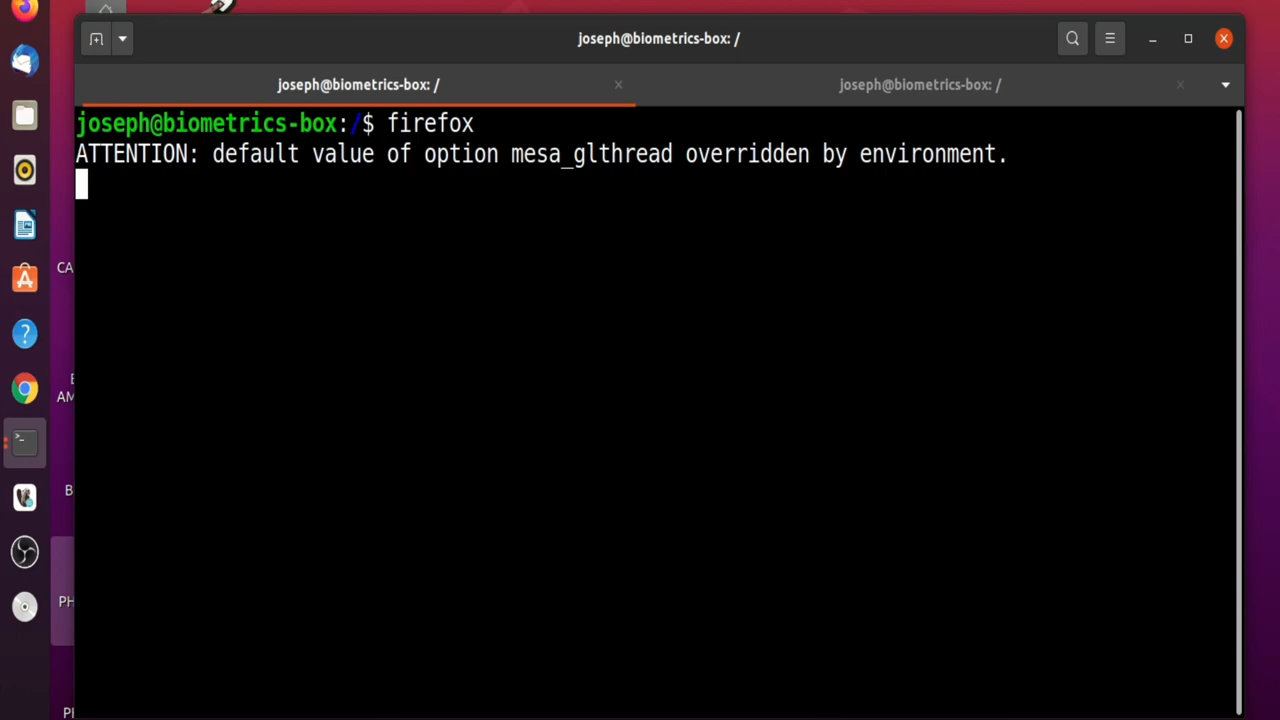 joseph@biometrics-box: /
joseph@biometrics-box: /
joseph@biometrics-box: /
joseph@biometrics-box:/$ firefox
ATTENTION: default value of option mesa_glthread overridden by environment.
CA
AM
B
PH